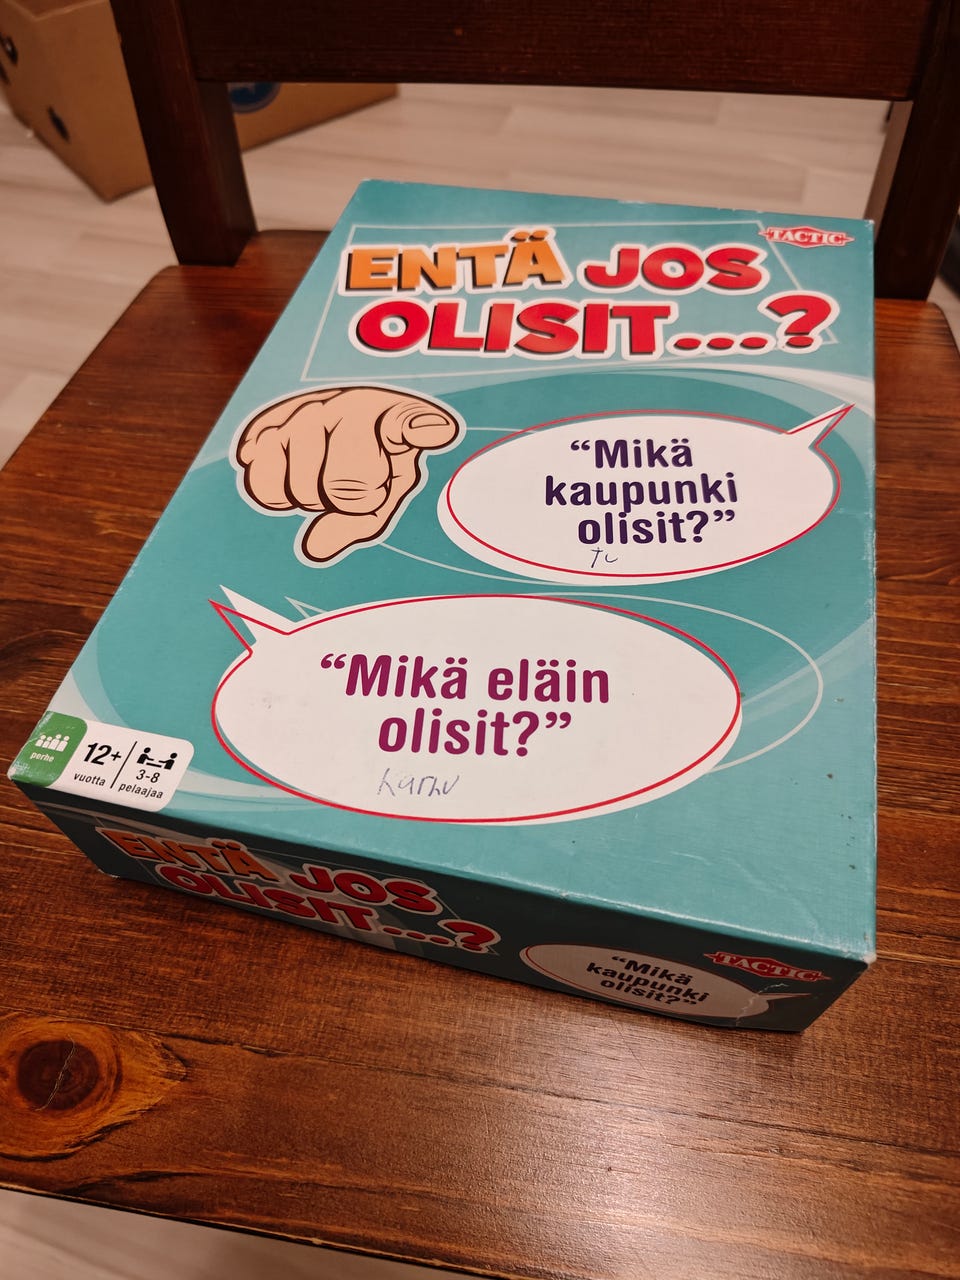 TACTIC
ENTÄ JOS
OLISIT...?
“Mikä
kaupunki
olisit?”
“Mikä eläin
olisit?”
Karhu
perhe
12+
vuotta
3-8
pelaajaa
ENTÄ JOS
OLISIT...?
“Mikä
kaupunki
olisit?”
TACTIC